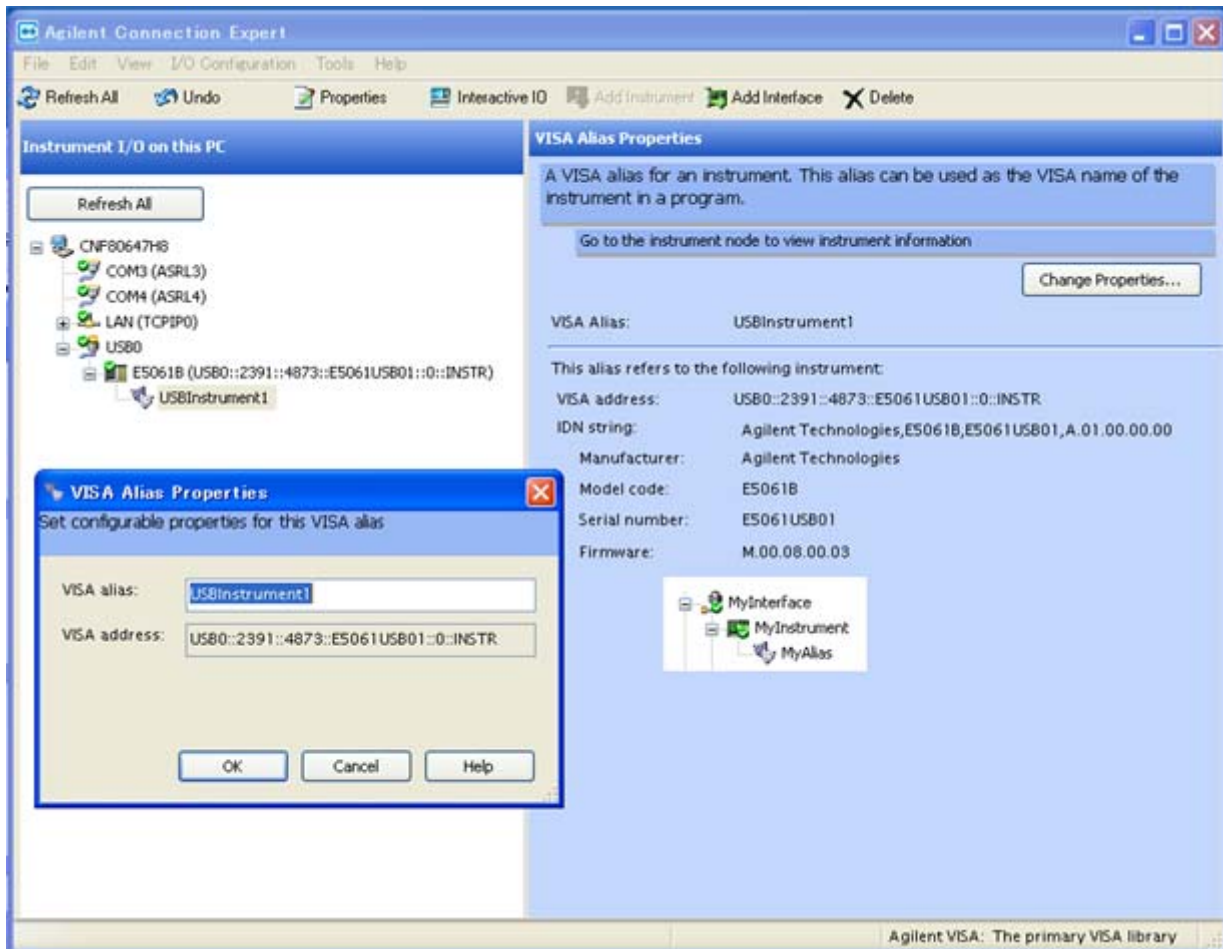 Agilent Connection Expert
File Edit View I/O Configuration Tools Help
Refresh All Undo Properties Interactive IO Add Instrument Add Interface Delete
Instrument I/O on this PC
Refresh All
CNF80647H8
COM3 (ASRL3)
COM4 (ASRL4)
LAN (TCPIP0)
USB0
E5061B (USB0::2391::4873::E5061USB01::0::INSTR)
USBInstrument1
VISA Alias Properties
A VISA alias for an instrument. This alias can be used as the VISA name of the
instrument in a program.
Go to the instrument node to view instrument information
Change Properties...
VISA Alias: USBInstrument1
This alias refers to the following instrument:
VISA address: USB0::2391::4873::E5061USB01::0::INSTR
IDN string: Agilent Technologies,E5061B,E5061USB01,A.01.00.00.00
Manufacturer: Agilent Technologies
Model code: E5061B
Serial number: E5061USB01
Firmware: M.00.08.00.03
MyInterface
MyInstrument
MyAlias
VISA Alias Properties
Set configurable properties for this VISA alias
VISA alias: USBInstrument1
VISA address: USB0::2391::4873::E5061USB01::0::INSTR
OK Cancel Help
Agilent VISA: The primary VISA library